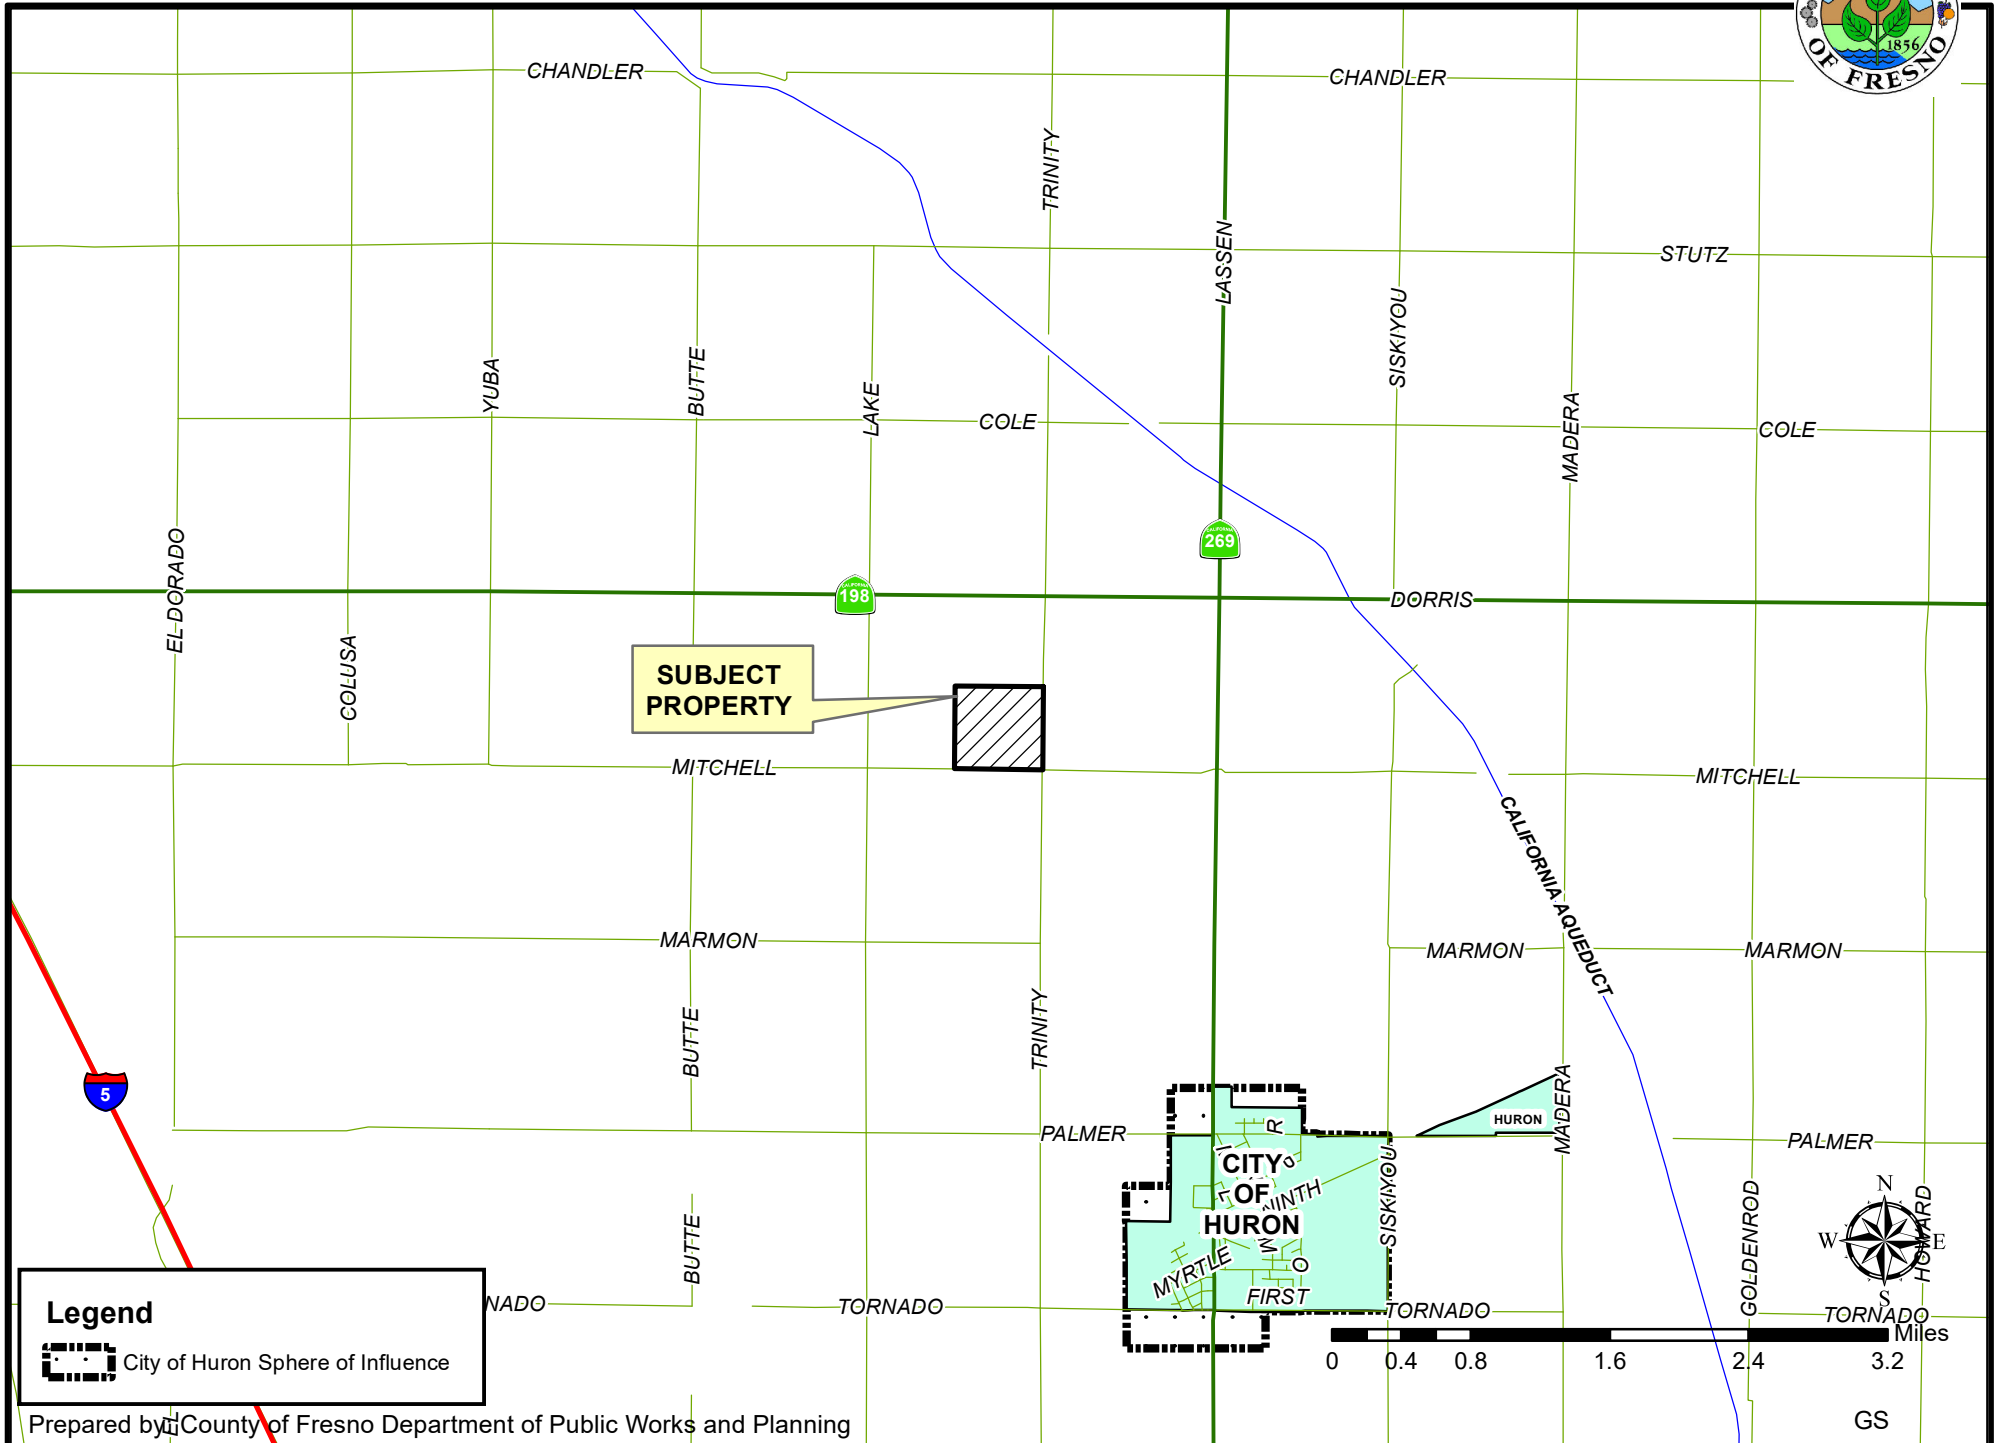 1856
OF FRESNO
CHANDLER
CHANDLER
TRINITY
LASSEN
STUTZ
SISKIYOU
YUBA
BUTTE
LAKE
COLE
MADERA
COLE
EL DORADO
CALIFORNIA
269
CALIFORNIA
198
DORRIS
COLUSA
SUBJECT
PROPERTY
MITCHELL
MITCHELL
CALIFORNIA AQUEDUCT
MARMON
MARMON
MARMON
BUTTE
TRINITY
5
MADERA
HURON
PALMER
R
PALMER
CITY
OF
HURON
NINTH
SISKIYOU
GOLDENROD
HOWARD
N
W
E
S
BUTTE
MYRTLE
M
O
FIRST
NADO
TORNADO
TORNADO
TORNADO
Legend
City of Huron Sphere of Influence
Miles
0 0.4 0.8 1.6 2.4 3.2
EL
Prepared by: County of Fresno Department of Public Works and Planning
GS